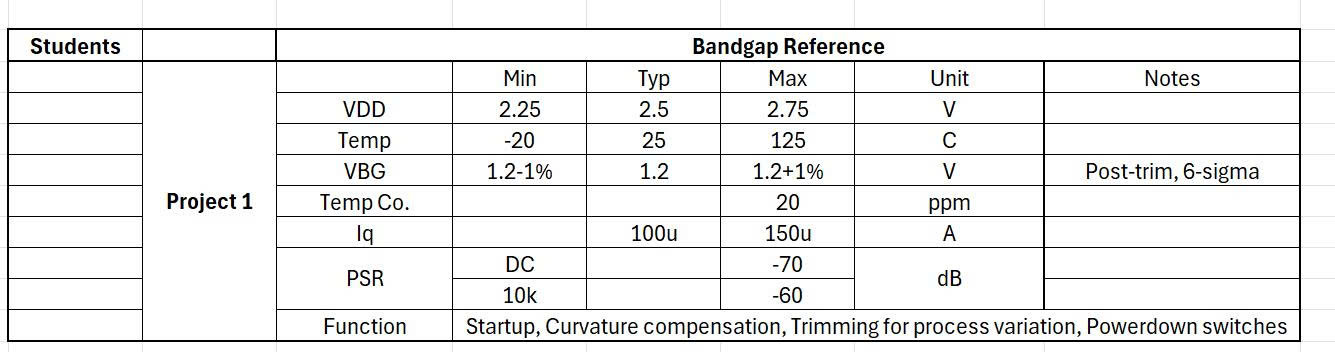 Students Bandgap Reference
Min Typ Max Unit Notes
VDD 2.25 2.5 2.75 V
Temp -20 25 125 C
VBG 1.2-1% 1.2 1.2+1% V Post-trim, 6-sigma
Project 1 Temp Co. 20 ppm
Iq 100u 150u A
PSR DC -70 dB
10k -60
Function Startup, Curvature compensation, Trimming for process variation, Powerdown switches